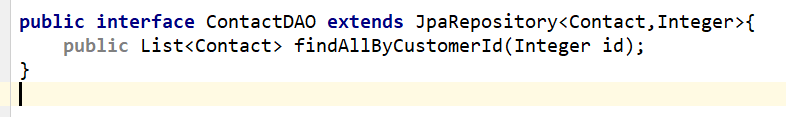 public interface ContactDAO extends JpaRepository<Contact,Integer>{
    public List<Contact> findAllByCustomerId(Integer id);
}